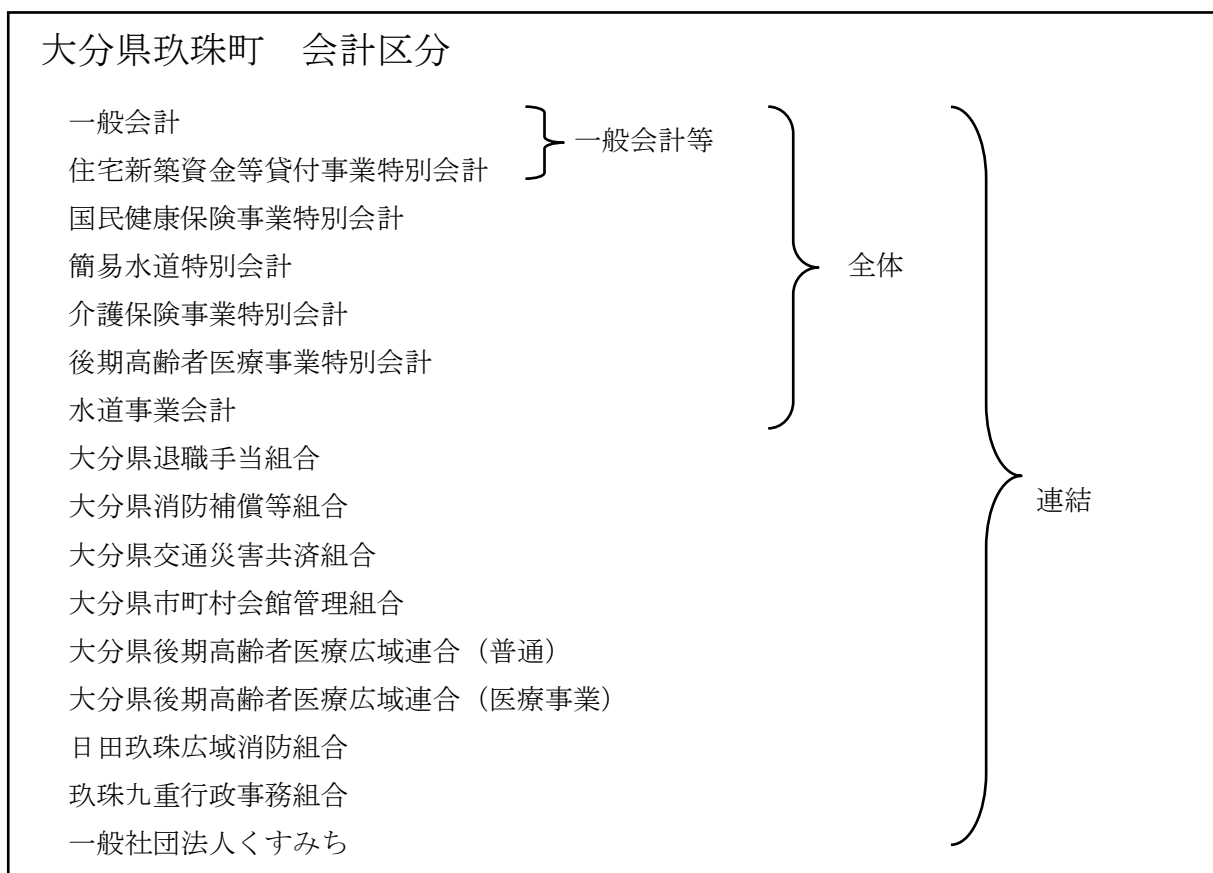 大分県玖珠町　会計区分
一般会計
一般会計等
住宅新築資金等貸付事業特別会計
国民健康保険事業特別会計
簡易水道特別会計
全体
介護保険事業特別会計
後期高齢者医療事業特別会計
水道事業会計
大分県退職手当組合
大分県消防補償等組合
連結
大分県交通災害共済組合
大分県市町村会館管理組合
大分県後期高齢者医療広域連合（普通）
大分県後期高齢者医療広域連合（医療事業）
日田玖珠広域消防組合
玖珠九重行政事務組合
一般社団法人くすみち